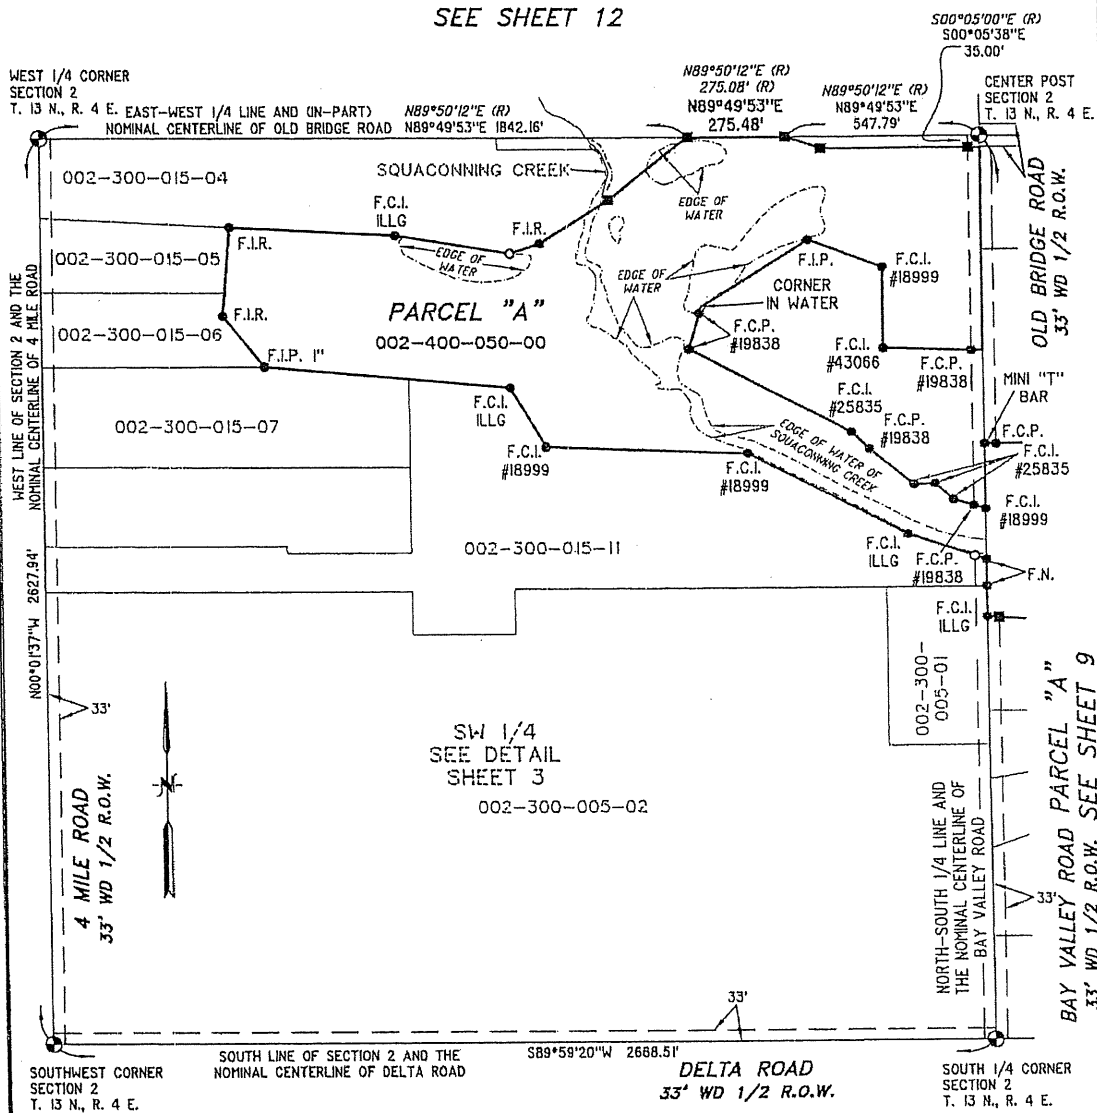 SEE SHEET 12
S00°05'00"E (R)
S00°05'38"E
35.00'
WEST 1/4 CORNER
SECTION 2
T. 13 N., R. 4 E.
EAST-WEST 1/4 LINE AND (IN-PART)
NOMINAL CENTERLINE OF OLD BRIDGE ROAD
N89°50'12"E (R)
N89°49'53"E 1842.16'
N89°50'12"E (R)
275.08' (R)
N89°49'53"E
275.48'
N89°50'12"E (R)
N89°49'53"E
547.79'
CENTER POST
SECTION 2
T. 13 N., R. 4 E.
002-300-015-04
SQUACONNING CREEK
EDGE OF
WATER
F.C.I.
ILLG
F.I.R.
F.I.R.
EDGE OF
WATER
002-300-015-05
EDGE OF
WATER
F.I.P.
F.C.I.
#18999
CORNER
IN WATER
OLD BRIDGE ROAD
33' WD 1/2 R.O.W.
PARCEL "A"
002-400-050-00
F.I.R.
002-300-015-06
F.I.P. 1"
F.C.P.
#19838
F.C.I.
#43066
F.C.P.
#19838
MINI "T"
BAR
WEST LINE OF SECTION 2 AND THE
NOMINAL CENTERLINE OF 4 MILE ROAD
002-300-015-07
F.C.I.
ILLG
F.C.I.
#18999
F.C.I.
#18999
F.C.I.
#25835
F.C.P.
#19838
EDGE OF WATER OF
SQUACONNING CREEK
F.C.P.
F.C.I.
#25835
F.C.I.
#18999
002-300-015-11
F.C.I.
ILLG
F.C.P.
#19838
F.N.
N00°01'37"W 2627.94'
F.C.I.
ILLG
002-300-
005-01
33'
SW 1/4
SEE DETAIL
SHEET 3
002-300-005-02
N
4 MILE ROAD
33' WD 1/2 R.O.W.
NORTH-SOUTH 1/4 LINE AND
THE NOMINAL CENTERLINE OF
BAY VALLEY ROAD
33'
BAY VALLEY ROAD PARCEL "A"
33' WD 1/2 R.O.W. SEE SHEET 9
33'
SOUTHWEST CORNER
SECTION 2
T. 13 N., R. 4 E.
SOUTH LINE OF SECTION 2 AND THE
NOMINAL CENTERLINE OF DELTA ROAD
S89°59'20"W 2688.51'
DELTA ROAD
33' WD 1/2 R.O.W.
SOUTH 1/4 CORNER
SECTION 2
T. 13 N., R. 4 E.